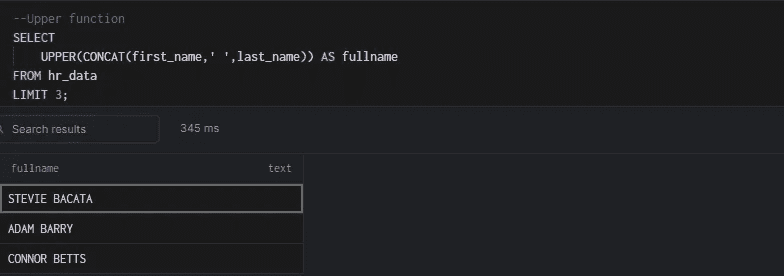 --Upper function
SELECT
UPPER(CONCAT(first_name,' ',last_name)) AS fullname
FROM hr_data
LIMIT 3;
Search results 345 ms
fullname text
STEVIE BACATA
ADAM BARRY
CONNOR BETTS